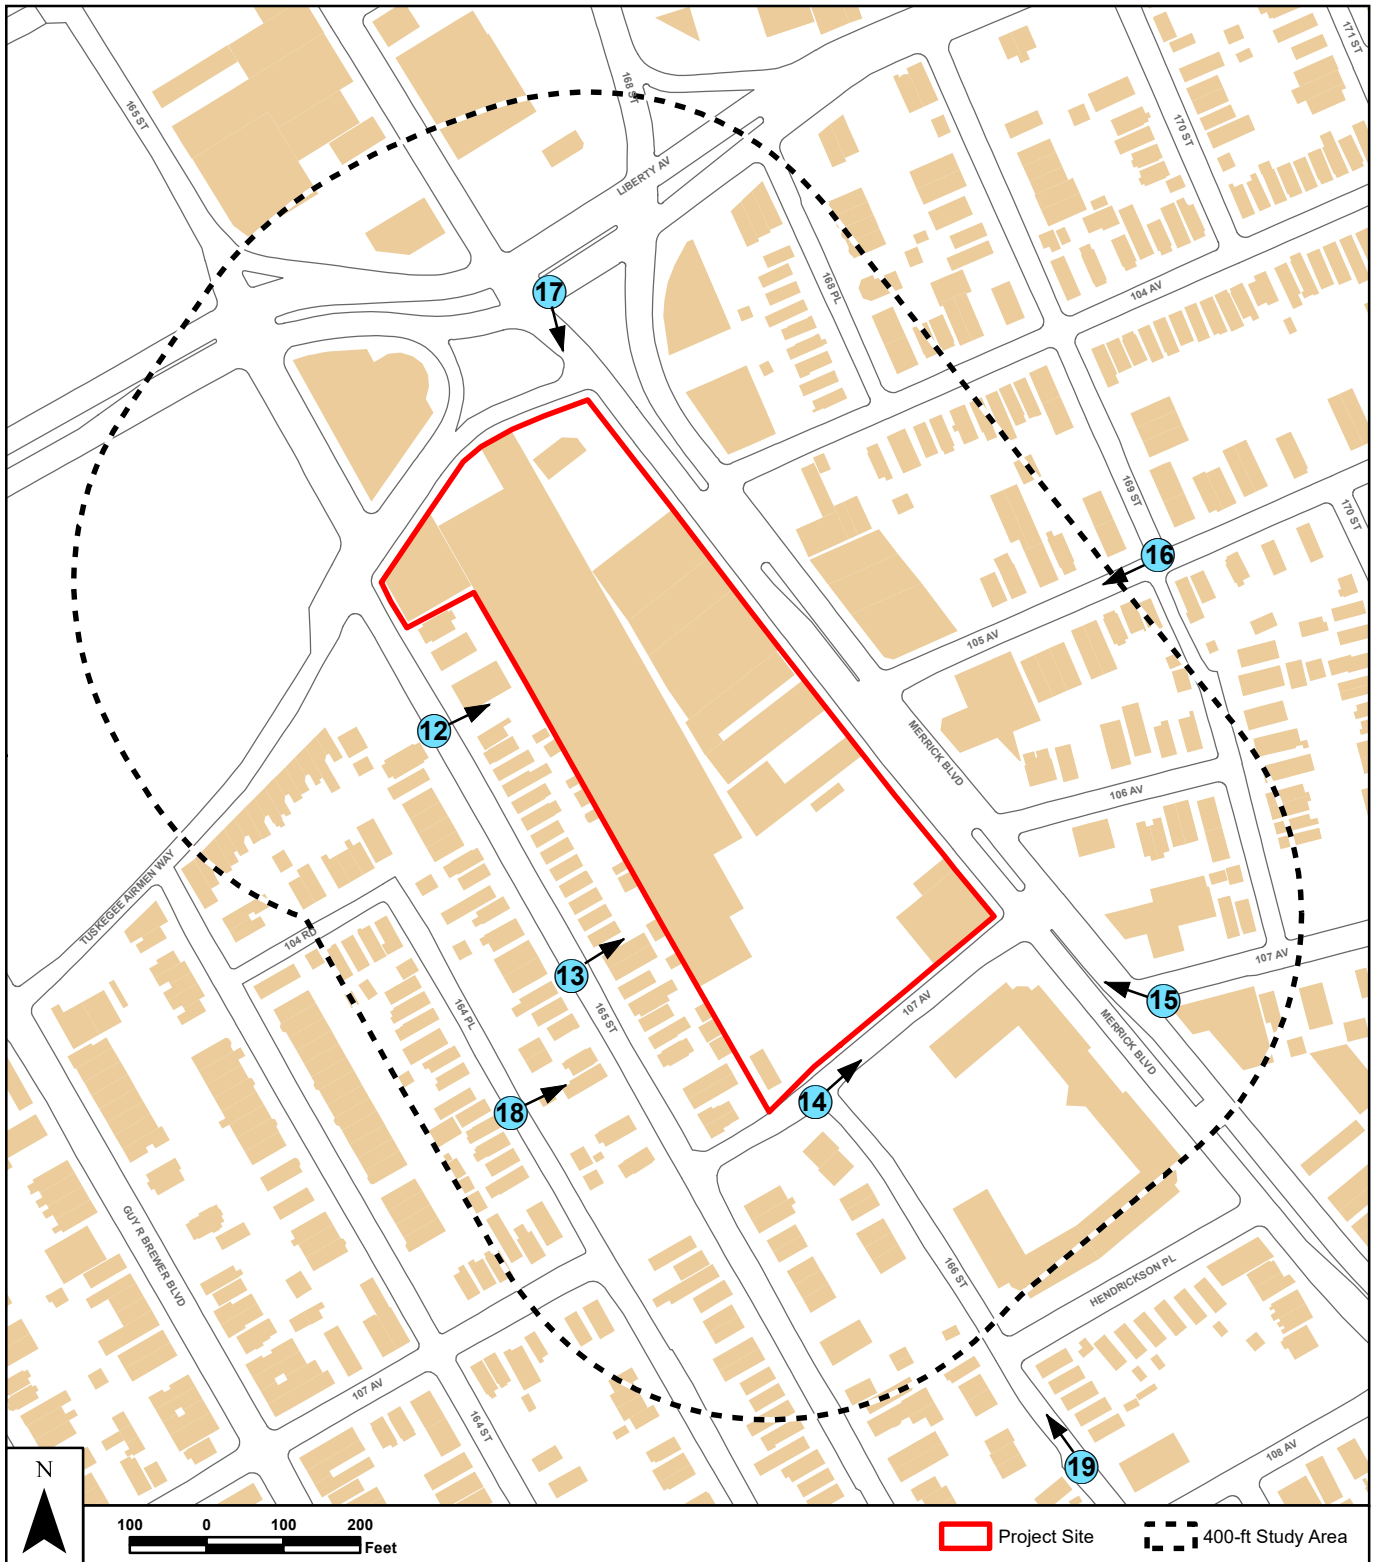 171 ST
168 ST
165 ST
170 ST
LIBERTY AV
168 PL
104 AV
17
169 ST
170 ST
16
105 AV
12
MERRICK BLVD
106 AV
TUSKEGEE AIRMEN WAY
104 RD
107 AV
13
15
107 AV
164 PL
165 ST
MERRICK BLVD
14
18
GUY R BREWER BLVD
166 ST
HENDRICKSON PL
107 AV
164 ST
108 AV
19
N
100 0 100 200
Feet
Project Site
400-ft Study Area